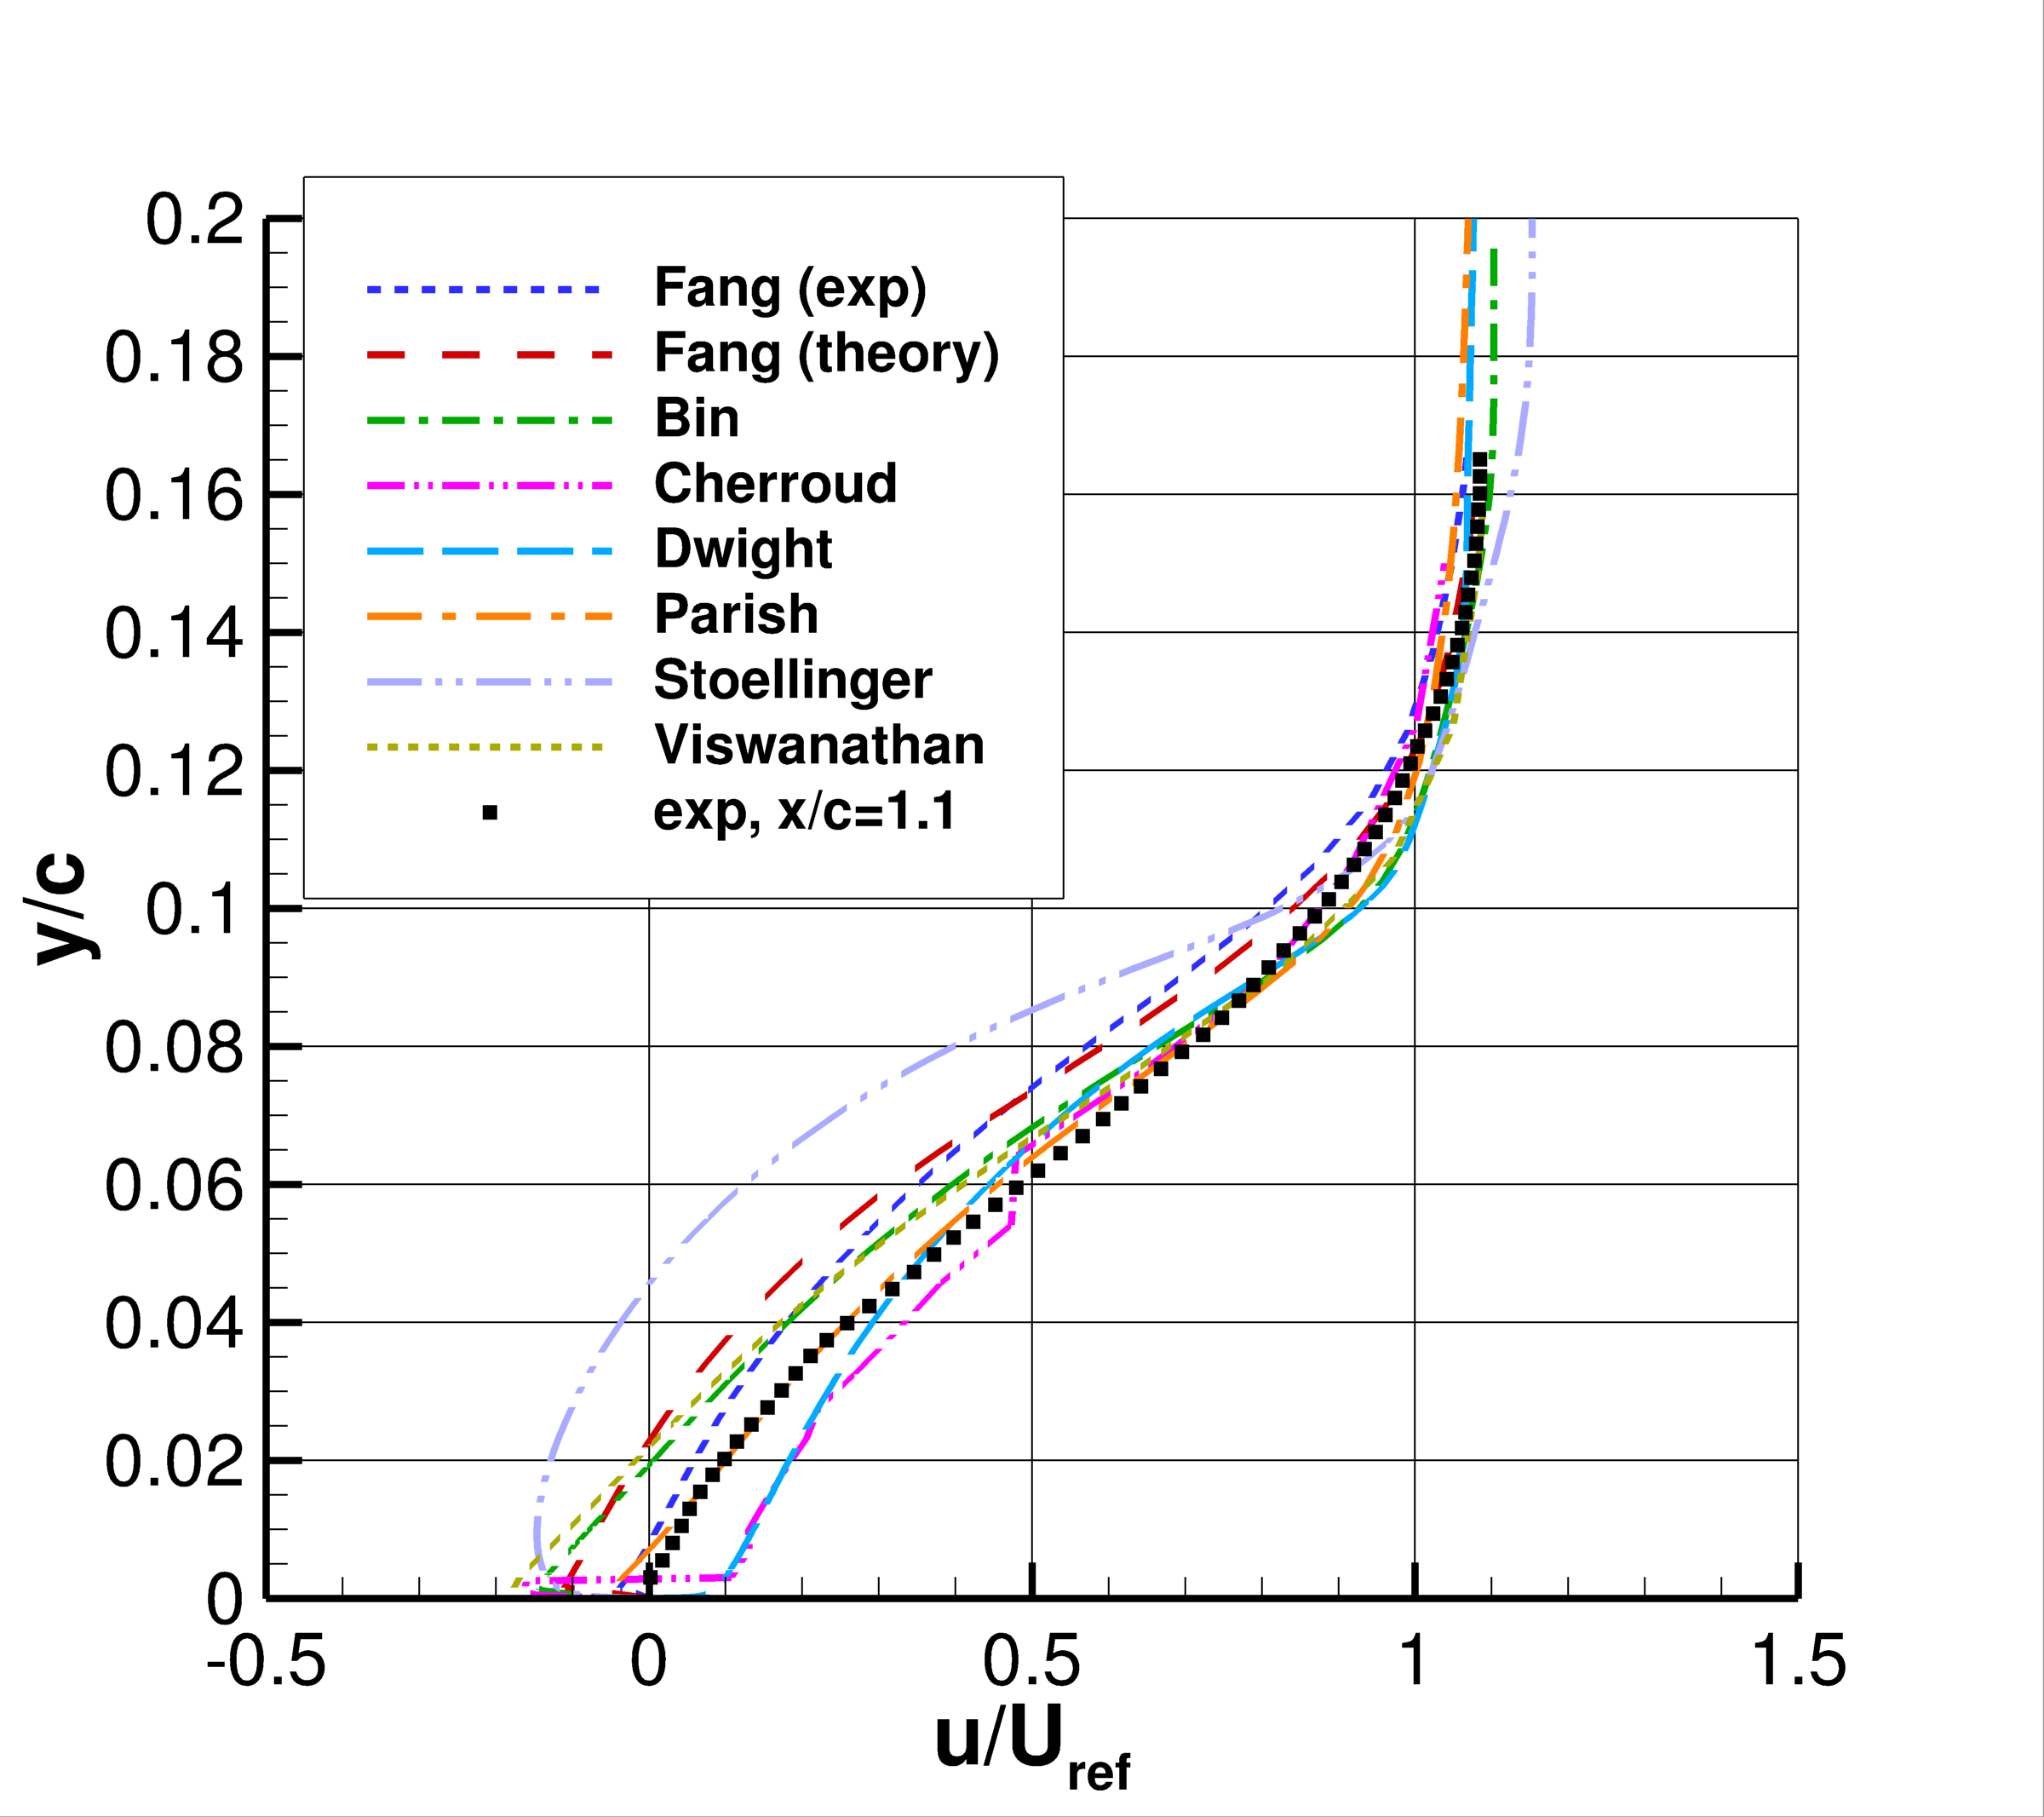 Fang (exp)
Fang (theory)
Bin
Cherroud
Dwight
Parish
Stoellinger
Viswanathan
exp, x/c=1.1
y/c
0.2
0.18
0.16
0.14
0.12
0.1
0.08
0.06
0.04
0.02
0
-0.5 0 0.5 1 1.5
u/Uref